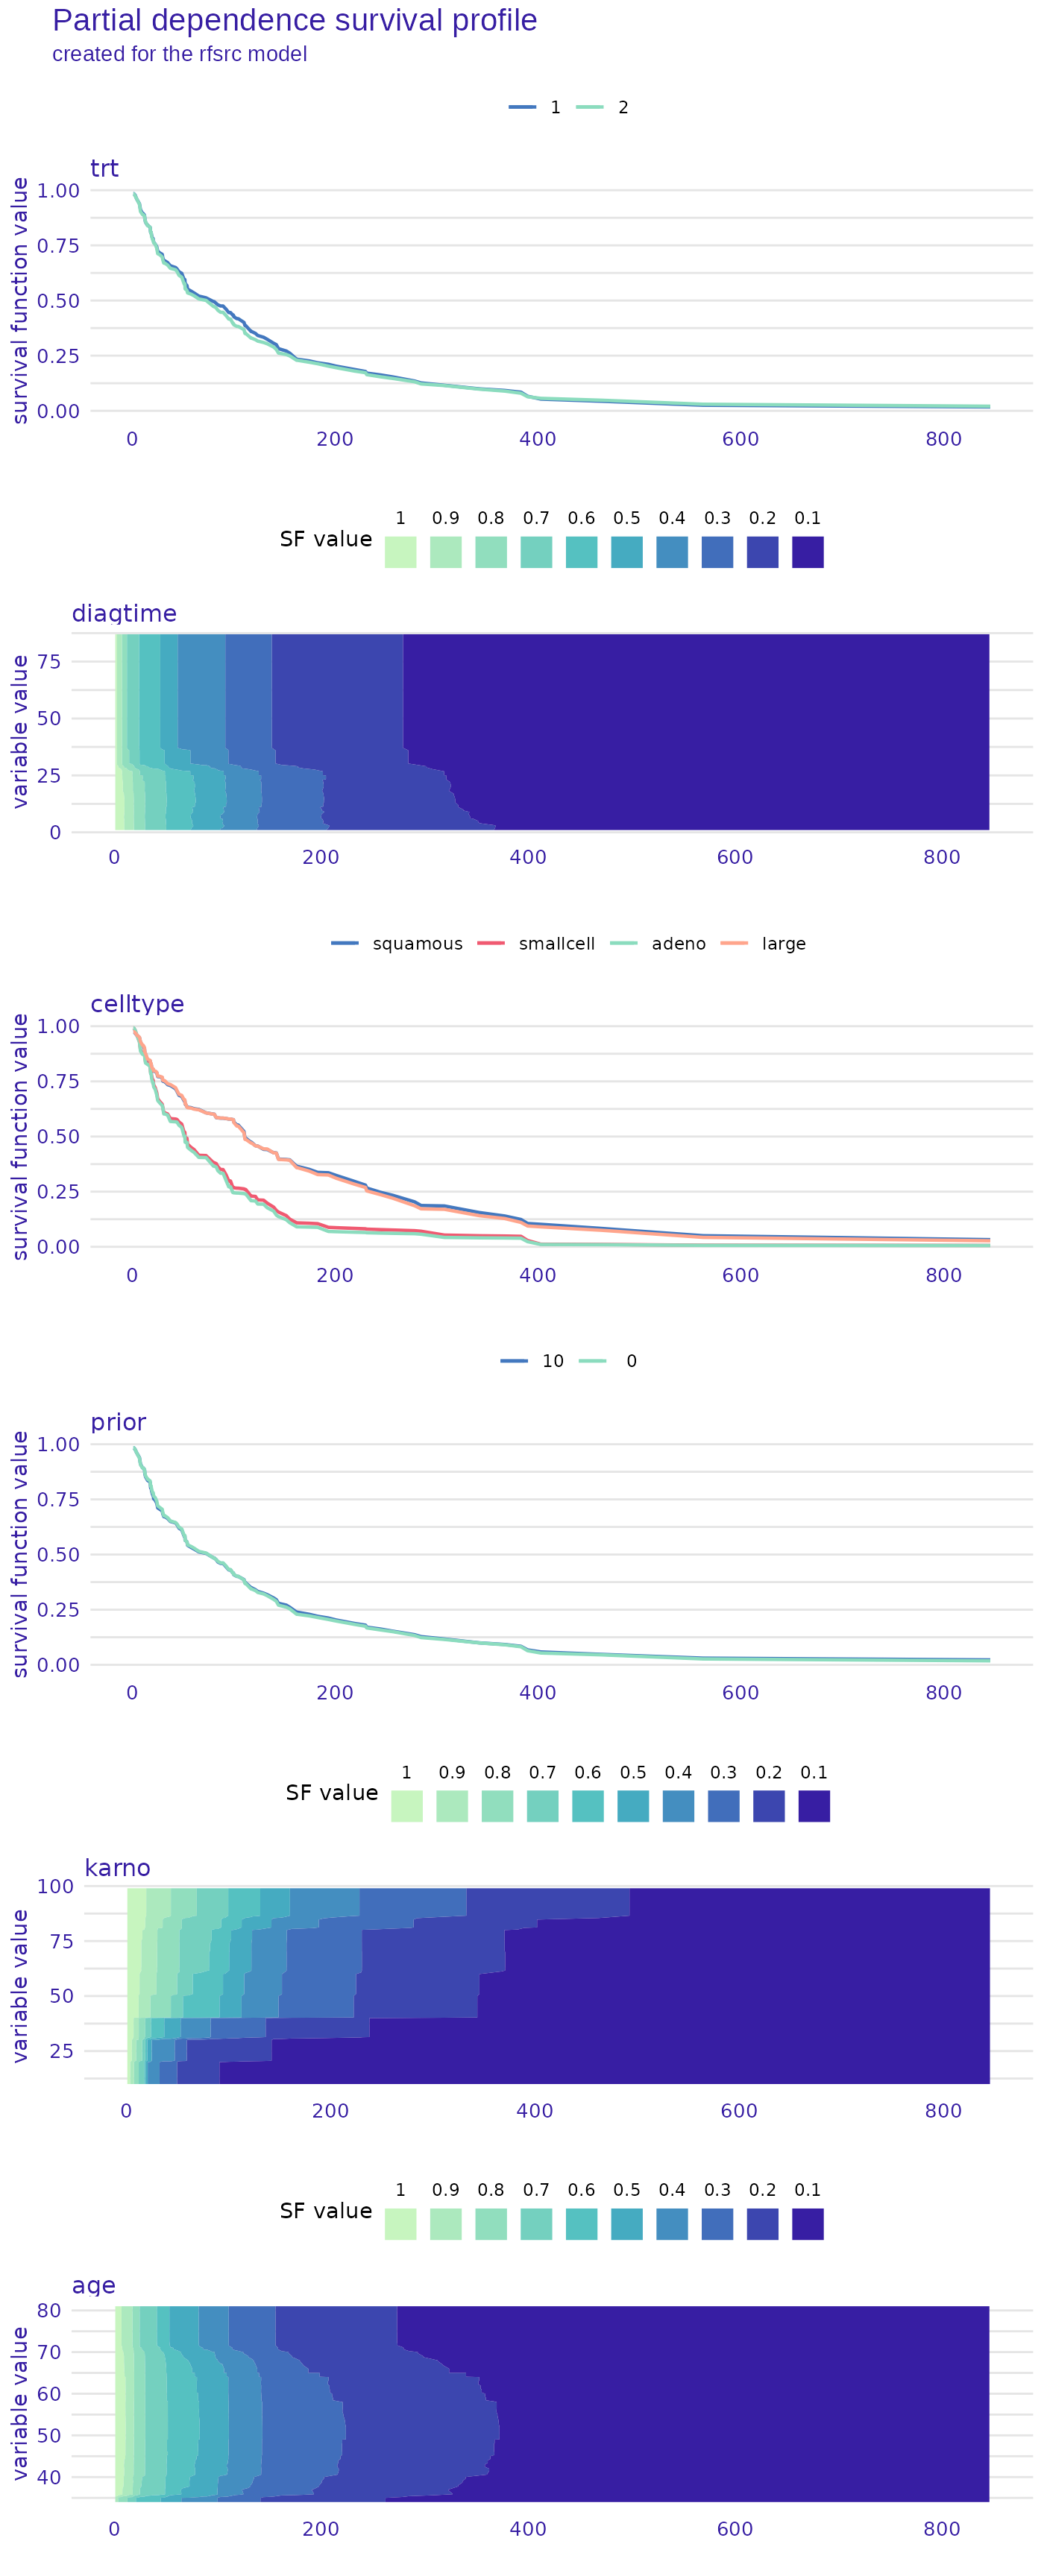 Partial dependence survival profile
created for the rfsrc model
1 2
trt
survival function value
1.00
0.75
0.50
0.25
0.00
0 200 400 600 800
SF value
1 0.9 0.8 0.7 0.6 0.5 0.4 0.3 0.2 0.1
diagtime
variable value
75
50
25
0
0 200 400 600 800
squamous smallcell adeno large
celltype
survival function value
1.00
0.75
0.50
0.25
0.00
0 200 400 600 800
10 0
prior
survival function value
1.00
0.75
0.50
0.25
0.00
0 200 400 600 800
SF value
1 0.9 0.8 0.7 0.6 0.5 0.4 0.3 0.2 0.1
karno
variable value
100
75
50
25
0 200 400 600 800
SF value
1 0.9 0.8 0.7 0.6 0.5 0.4 0.3 0.2 0.1
age
variable value
80
70
60
50
40
0 200 400 600 800